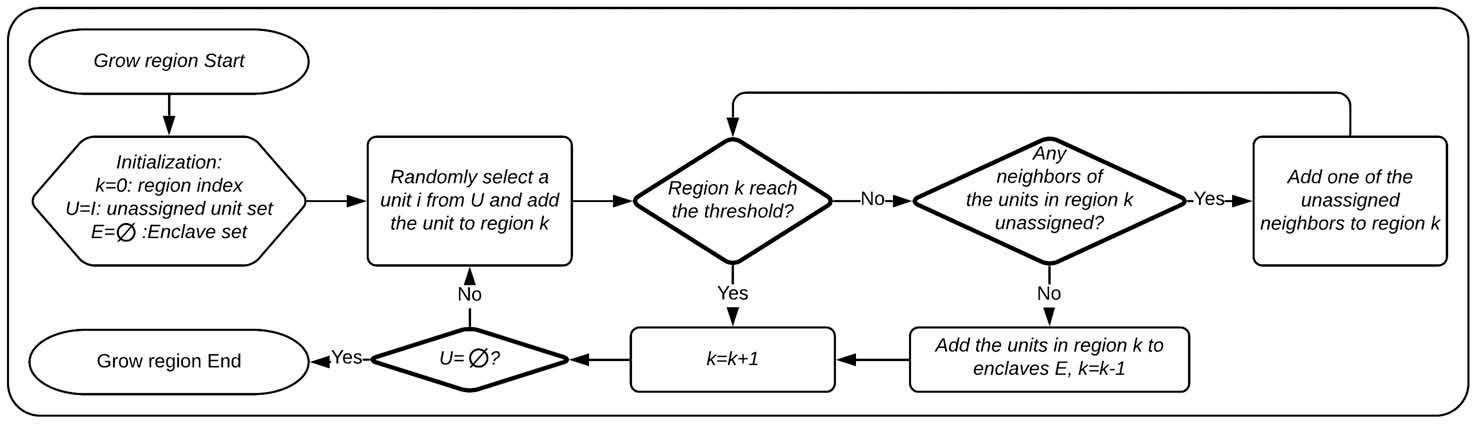 Grow region Start
Initialization:
k=0: region index
U=I: unassigned unit set
E=∅ :Enclave set
Randomly select a
unit i from U and add
the unit to region k
Region k reach
the threshold?
No
Any
neighbors of
the units in region k
unassigned?
Yes
Add one of the
unassigned
neighbors to region k
Yes
No
No
Add the units in region k to
enclaves E, k=k-1
k=k+1
U= ∅?
Yes
Grow region End